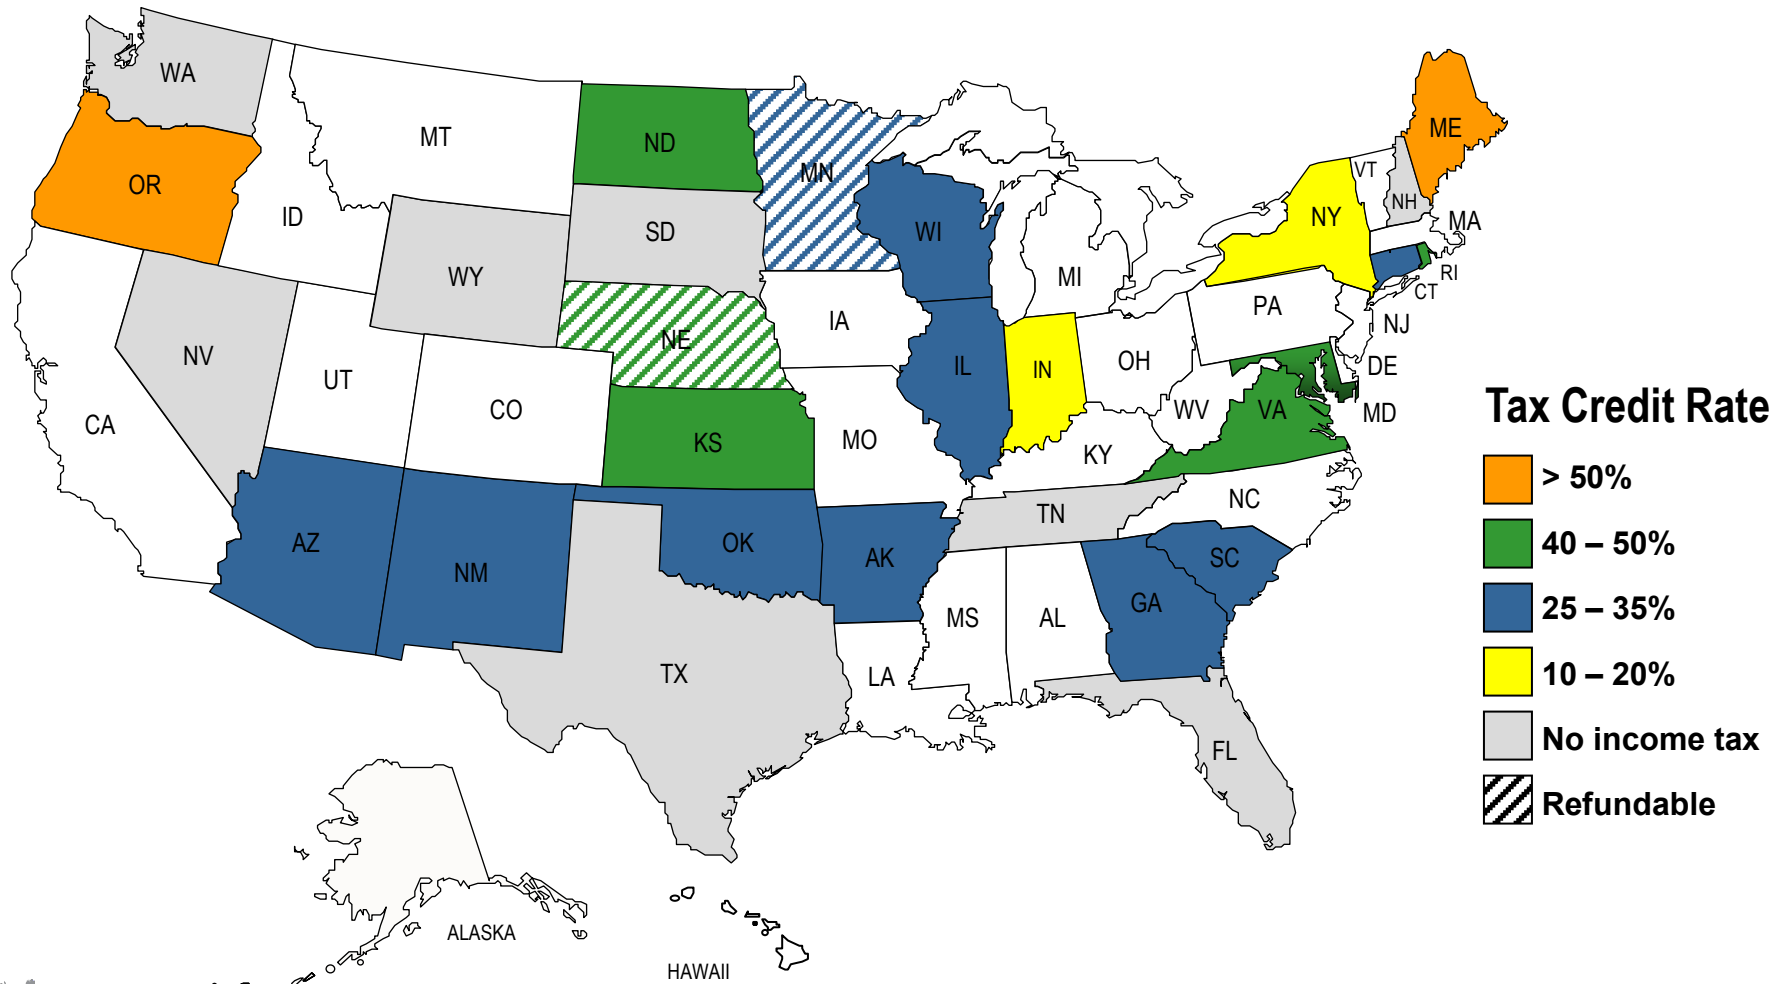 WA
MT
ND
MN
ME
OR
ID
SD
WI
VT
NH
NY
MA
WY
MI
RI
CT
IA
PA
NJ
NV
NE
UT
CO
IL
IN
OH
DE
MD
CA
KS
MO
WV
VA
KY
NC
AZ
NM
OK
AK
TN
SC
GA
MS
AL
TX
LA
FL
ALASKA
HAWAII
Tax Credit Rate
> 50%
40 – 50%
25 – 35%
10 – 20%
No income tax
Refundable